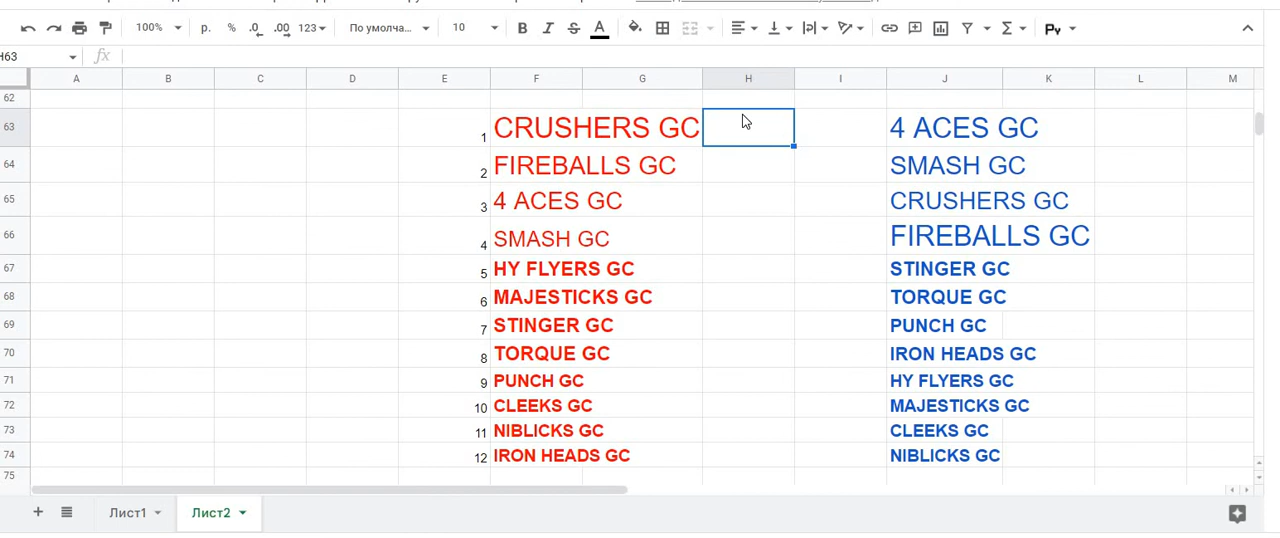 100% р. % .0 .00 123 По умолча... 10 B I S A Ру
H63 fx
A B C D E F G H I J K L M
62
63 1 CRUSHERS GC 4 ACES GC
64 2 FIREBALLS GC SMASH GC
65 3 4 ACES GC CRUSHERS GC
66 4 SMASH GC FIREBALLS GC
67 5 HY FLYERS GC STINGER GC
68 6 MAJESTICKS GC TORQUE GC
69 7 STINGER GC PUNCH GC
70 8 TORQUE GC IRON HEADS GC
71 9 PUNCH GC HY FLYERS GC
72 10 CLEEKS GC MAJESTICKS GC
73 11 NIBLICKS GC CLEEKS GC
74 12 IRON HEADS GC NIBLICKS GC
75
Лист1 Лист2